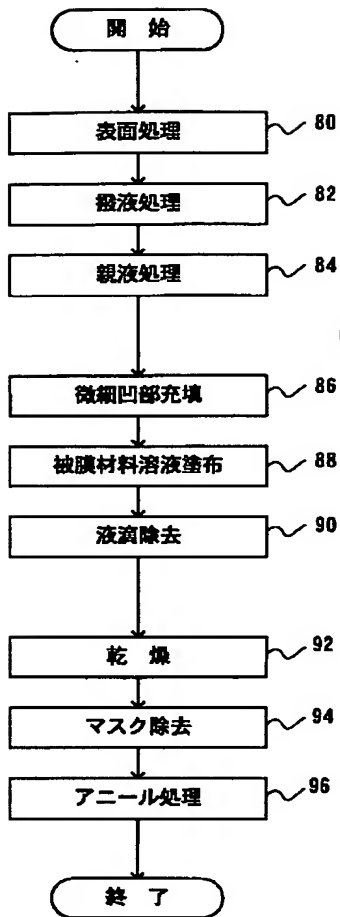 開 始
表面処理
80
撥液処理
82
親液処理
84
微細凹部充填
86
被膜材料溶液塗布
88
液滴除去
90
乾 燥
92
マスク除去
94
アニール処理
96
終 了